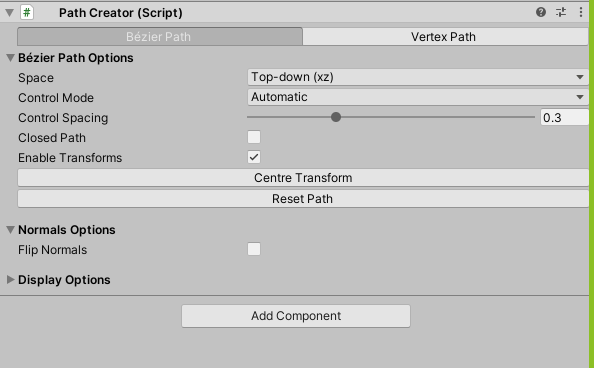 # Path Creator (Script)
Bézier Path Vertex Path
Bézier Path Options
Space Top-down (xz)
Control Mode Automatic
Control Spacing 0.3
Closed Path
Enable Transforms
Centre Transform
Reset Path
Normals Options
Flip Normals
Display Options
Add Component